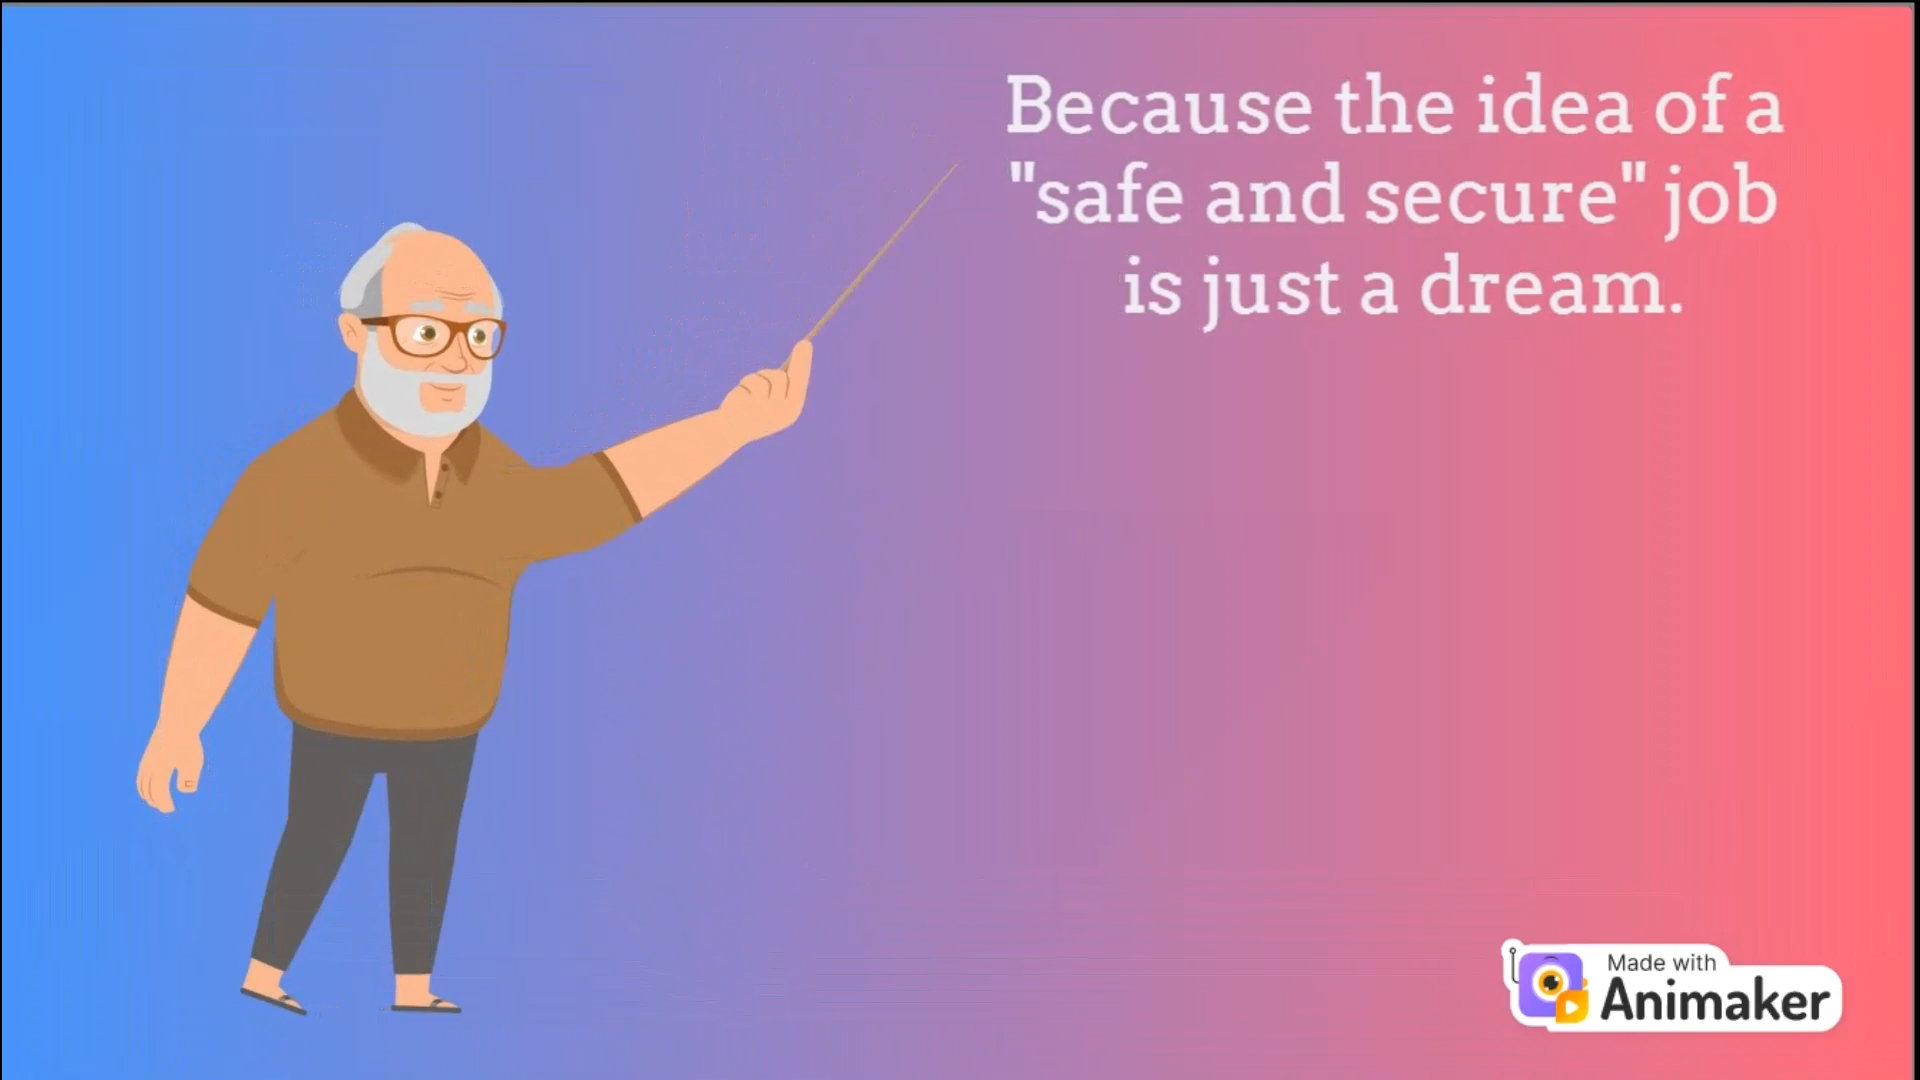 Because the idea of a
"safe and secure" job
is just a dream.
Made with
Animaker